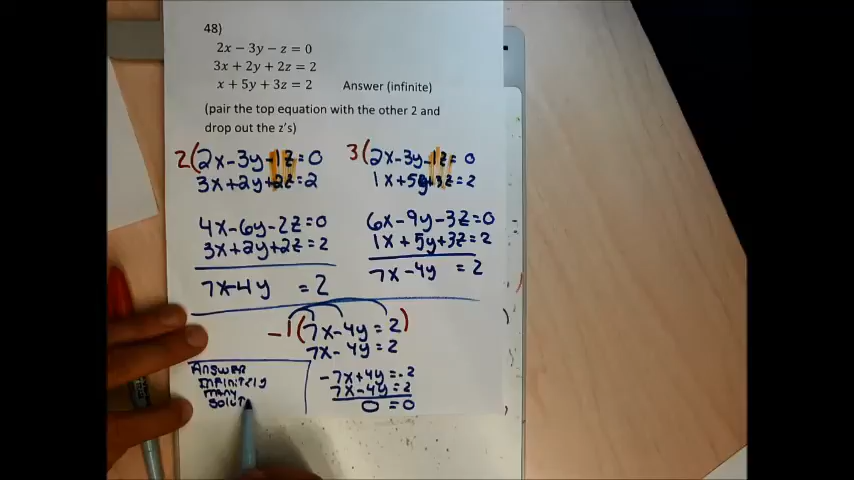 48)
2x − 3y − z = 0
3x + 2y + 2z = 2
x + 5y + 3z = 2 Answer (infinite)
(pair the top equation with the other 2 and
drop out the z's)
2(2x-3y-1z=0
3x+2y+2z=2
3(2x-3y-1z=0
1x+5y+3z=2
4x-6y-2z=0
3x+2y+2z=2
7x-4y =2
6x-9y-3z=0
1x+5y+3z=2
7x-4y =2
-1(7x-4y=2)
7x-4y=2
-7x+4y=-2
7x-4y=2
0=0
Answer
Infinitely
many
Solut